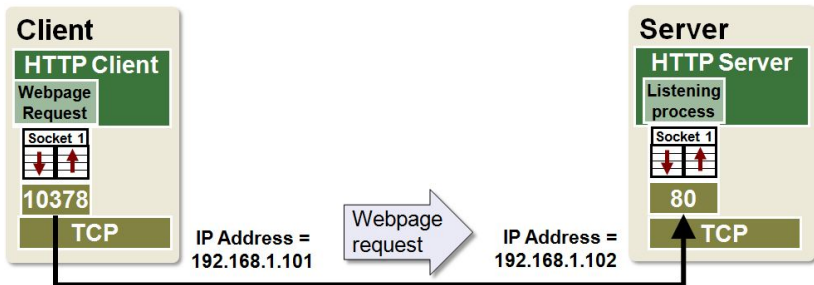 Client
HTTP Client
Webpage
Request
Socket 1
10378
TCP
IP Address =
192.168.1.101
Webpage
request
IP Address =
192.168.1.102
Server
HTTP Server
Listening
process
Socket 1
80
TCP